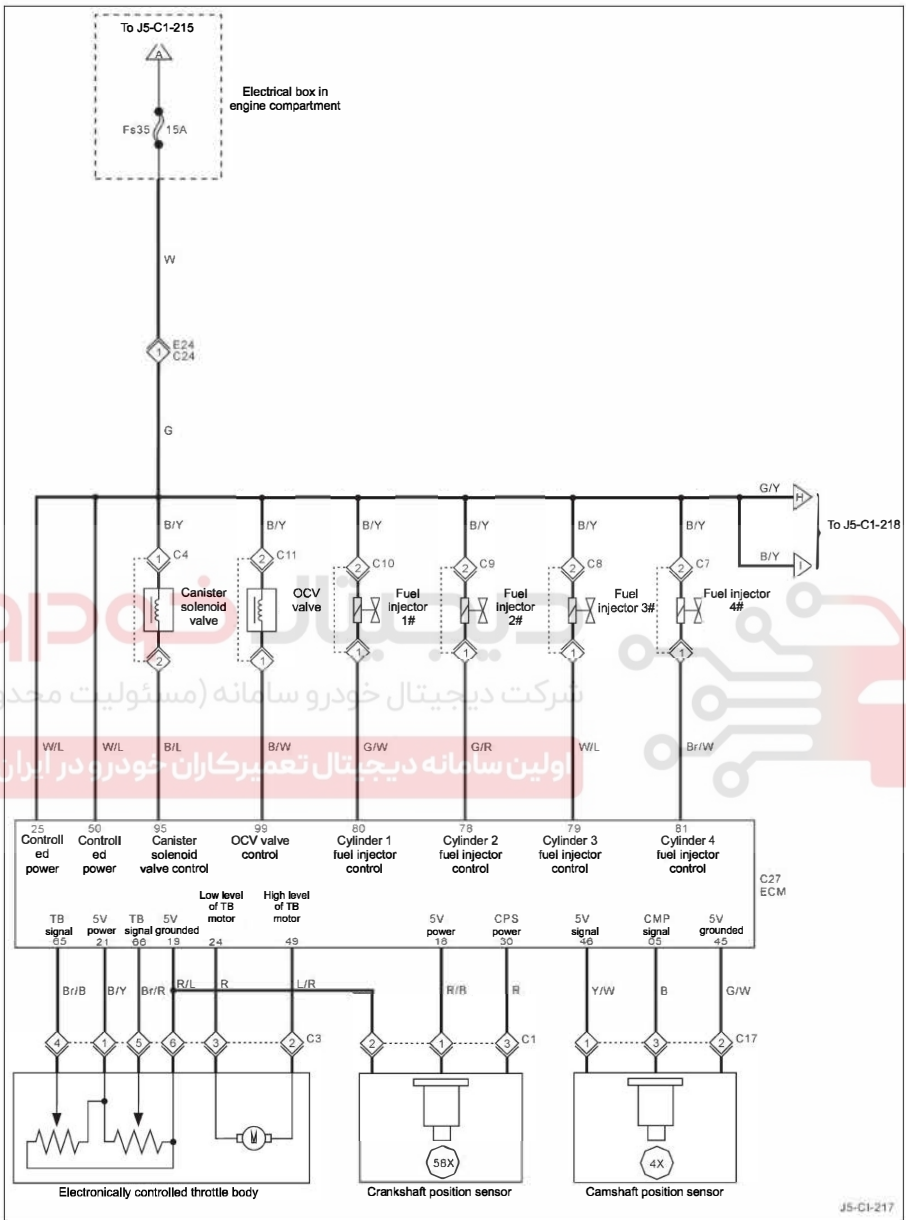 To J5-C1-215
A
Electrical box in
engine compartment
Fs35 15A
W
1 E24
C24
G
G/Y H
To J5-C1-218
B/Y I
B/Y B/Y B/Y B/Y B/Y B/Y
1 C4 2 C11 2 C10 2 C9 2 C8 2 C7
Canister
solenoid
valve
OCV
valve
Fuel
injector
1#
Fuel
injector
2#
Fuel
injector 3#
Fuel injector
4#
2 1 1 1 1 1
دیجیتال خودرو
شرکت دیجیتال خودرو سامانه (مسئولیت محدو
اولین سامانه دیجیتال تعمیرکاران خودرو در ایران
W/L W/L B/L B/W G/W G/R W/L Br/W
25 50 95 99 80 78 79 81
Controll
ed
power
Controll
ed
power
Canister
solenoid
valve control
OCV valve
control
Cylinder 1
fuel injector
control
Cylinder 2
fuel injector
control
Cylinder 3
fuel injector
control
Cylinder 4
fuel injector
control
C27
ECM
TB
signal
65
5V
power
21
TB
signal
66
5V
grounded
19
Low level
of TB
motor
24
High level
of TB
motor
49
5V
power
18
CPS
power
30
5V
signal
46
CMP
signal
05
5V
grounded
45
Br/B B/Y Br/R R/L R L/R R/B R Y/W B G/W
4 1 5 6 3 2 C3 2 1 3 C1 1 3 2 C17
M
58X
4X
Electronically controlled throttle body
Crankshaft position sensor
Camshaft position sensor
J5-CI-217